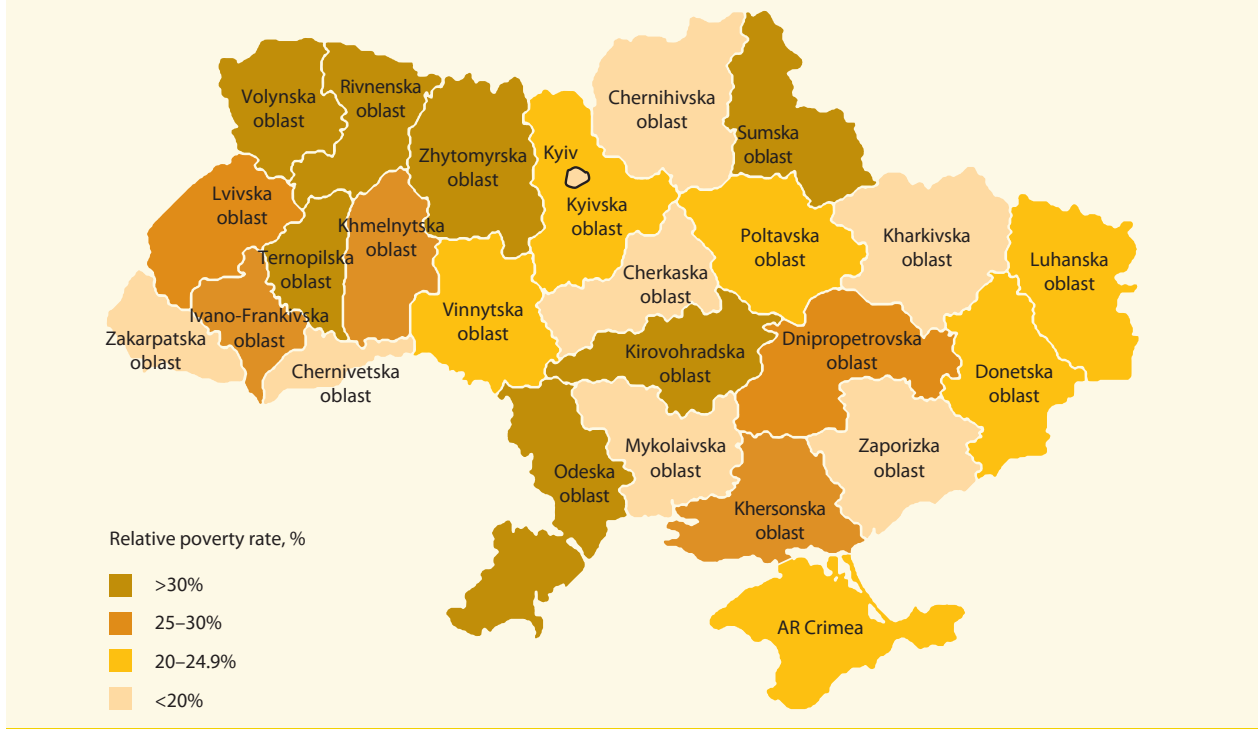 Volynska
oblast
Rivnenska
oblast
Zhytomyrska
oblast
Kyiv
Kyivska
oblast
Chernihivska
oblast
Sumska
oblast
Lvivska
oblast
Ternopilska
oblast
Khmelnytska
oblast
Vinnytska
oblast
Cherkaska
oblast
Poltavska
oblast
Kharkivska
oblast
Luhanska
oblast
Zakarpatska
oblast
Ivano-Frankivska
oblast
Chernivetska
oblast
Kirovohradska
oblast
Dnipropetrovska
oblast
Donetska
oblast
Odeska
oblast
Mykolaivska
oblast
Zaporizka
oblast
Khersonska
oblast
AR Crimea
Relative poverty rate, %
>30%
25–30%
20–24.9%
<20%